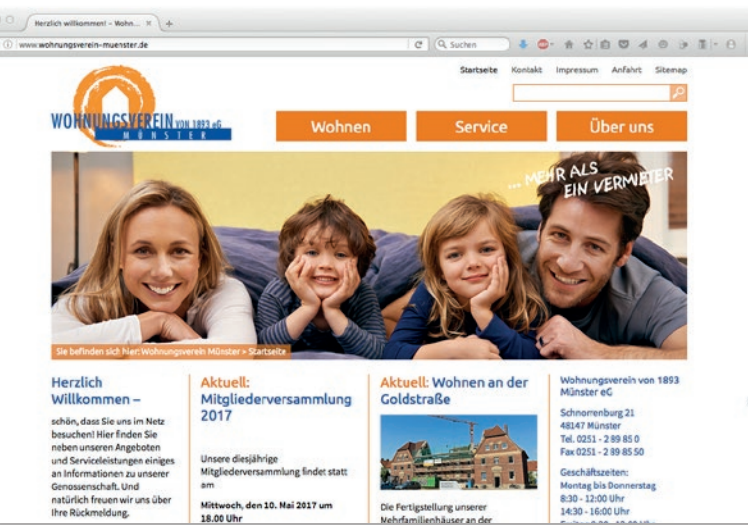 Herzlich willkommen! – Wohn...
www.wohnungsverein-muenster.de
Suchen
Startseite Kontakt Impressum Anfahrt Sitemap
WOHNUNGSVEREIN VON 1893 eG
MÜNSTER
Wohnen Service Über uns
... MEHR ALS
EIN VERMIETER
Sie befinden sich hier: Wohnungsverein Münster > Startseite
Herzlich
Willkommen –
schön, dass Sie uns im Netz
besuchen! Hier finden Sie
neben unseren Angeboten
und Serviceleistungen einiges
an Informationen zu unserer
Genossenschaft. Und
natürlich freuen wir uns über
Ihre Rückmeldung.
Aktuell:
Mitgliederversammlung
2017
Unsere diesjährige
Mitgliederversammlung findet statt
am
Mittwoch, den 10. Mai 2017 um
18.00 Uhr
Aktuell: Wohnen an der
Goldstraße
Die Fertigstellung unserer
Mehrfamilienhäuser an der
Wohnungsverein von 1893
Münster eG
Schnorrenburg 21
48147 Münster
Tel. 0251 - 2 89 85 0
Fax 0251 - 2 89 85 50
Geschäftszeiten:
Montag bis Donnerstag
8:30 - 12:00 Uhr
14:30 - 16:00 Uhr